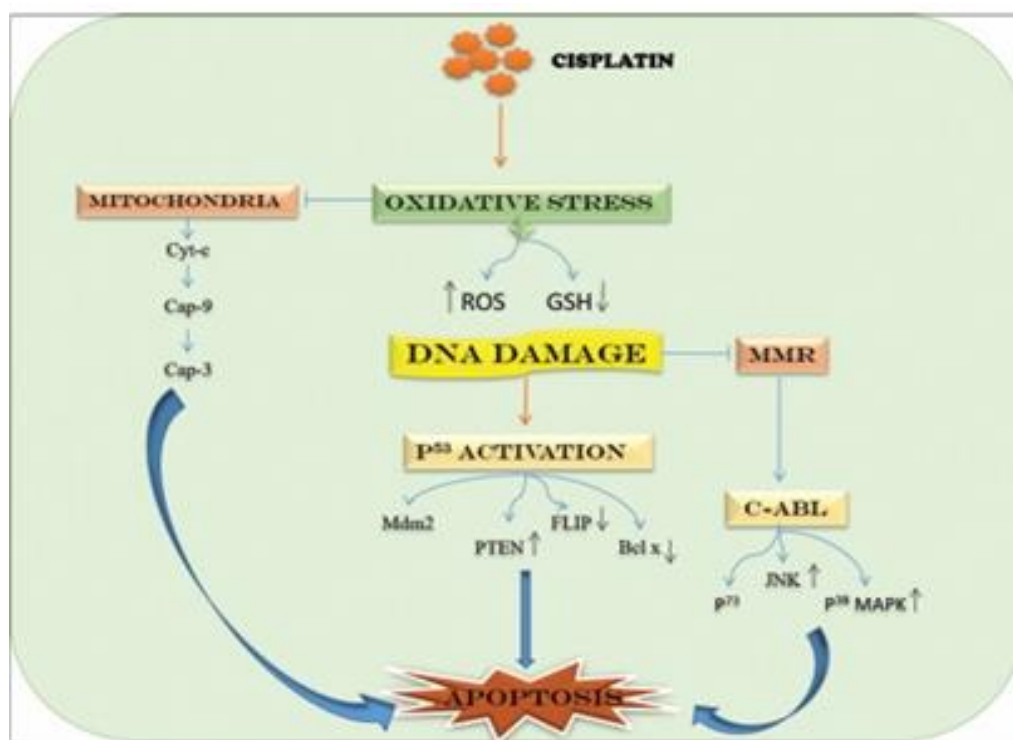 CISPLATIN
MITOCHONDRIA
OXIDATIVE STRESS
Cyt-c
↑ROS GSH↓
Cap-9
DNA DAMAGE
MMR
Cap-3
P⁵³ ACTIVATION
C-ABL
Mdm2
FLIP↓
PTEN↑
Bcl x↓
JNK ↑
P⁷³
P³⁸ MAPK↑
APOPTOSIS